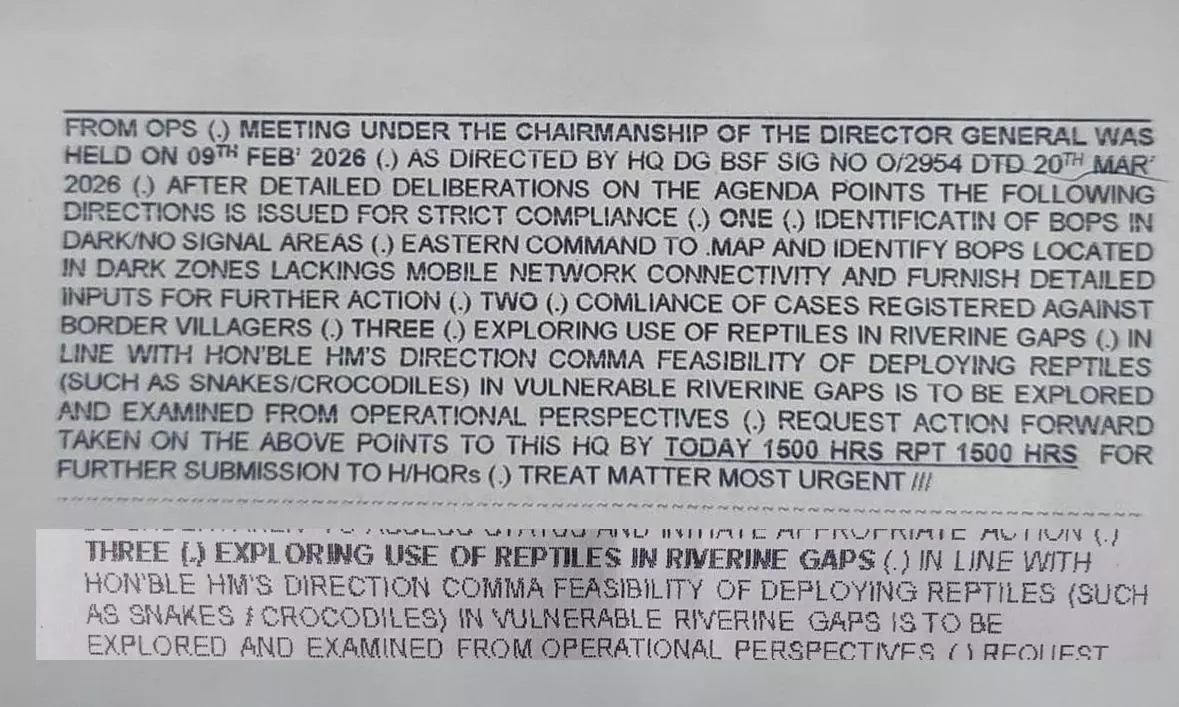 FROM OPS (.) MEETING UNDER THE CHAIRMANSHIP OF THE DIRECTOR GENERAL WAS
HELD ON 09TH FEB' 2026 (.) AS DIRECTED BY HQ DG BSF SIG NO O/2954 DTD 20TH MAR'
2026 (.) AFTER DETAILED DELIBERATIONS ON THE AGENDA POINTS THE FOLLOWING
DIRECTIONS IS ISSUED FOR STRICT COMPLIANCE (.) ONE (.) IDENTIFICATIN OF BOPS IN
DARK/NO SIGNAL AREAS (.) EASTERN COMMAND TO .MAP AND IDENTIFY BOPS LOCATED
IN DARK ZONES LACKINGS MOBILE NETWORK CONNECTIVITY AND FURNISH DETAILED
INPUTS FOR FURTHER ACTION (.) TWO (.) COMLIANCE OF CASES REGISTERED AGAINST
BORDER VILLAGERS (.) THREE (.) EXPLORING USE OF REPTILES IN RIVERINE GAPS (.) IN
LINE WITH HON'BLE HM'S DIRECTION COMMA FEASIBILITY OF DEPLOYING REPTILES
(SUCH AS SNAKES/CROCODILES) IN VULNERABLE RIVERINE GAPS IS TO BE EXPLORED
AND EXAMINED FROM OPERATIONAL PERSPECTIVES (.) REQUEST ACTION FORWARD
TAKEN ON THE ABOVE POINTS TO THIS HQ BY TODAY 1500 HRS RPT 1500 HRS FOR
FURTHER SUBMISSION TO H/HQRs (.) TREAT MATTER MOST URGENT ///
AND INITIATE APPROPRIATE ACTION (.)
THREE (.) EXPLORING USE OF REPTILES IN RIVERINE GAPS (.) IN LINE WITH
HON'BLE HM'S DIRECTION COMMA FEASIBILITY OF DEPLOYING REPTILES (SUCH
AS SNAKES / CROCODILES) IN VULNERABLE RIVERINE GAPS IS TO BE
EXPLORED AND EXAMINED FROM OPERATIONAL PERSPECTIVES (.) REQUEST